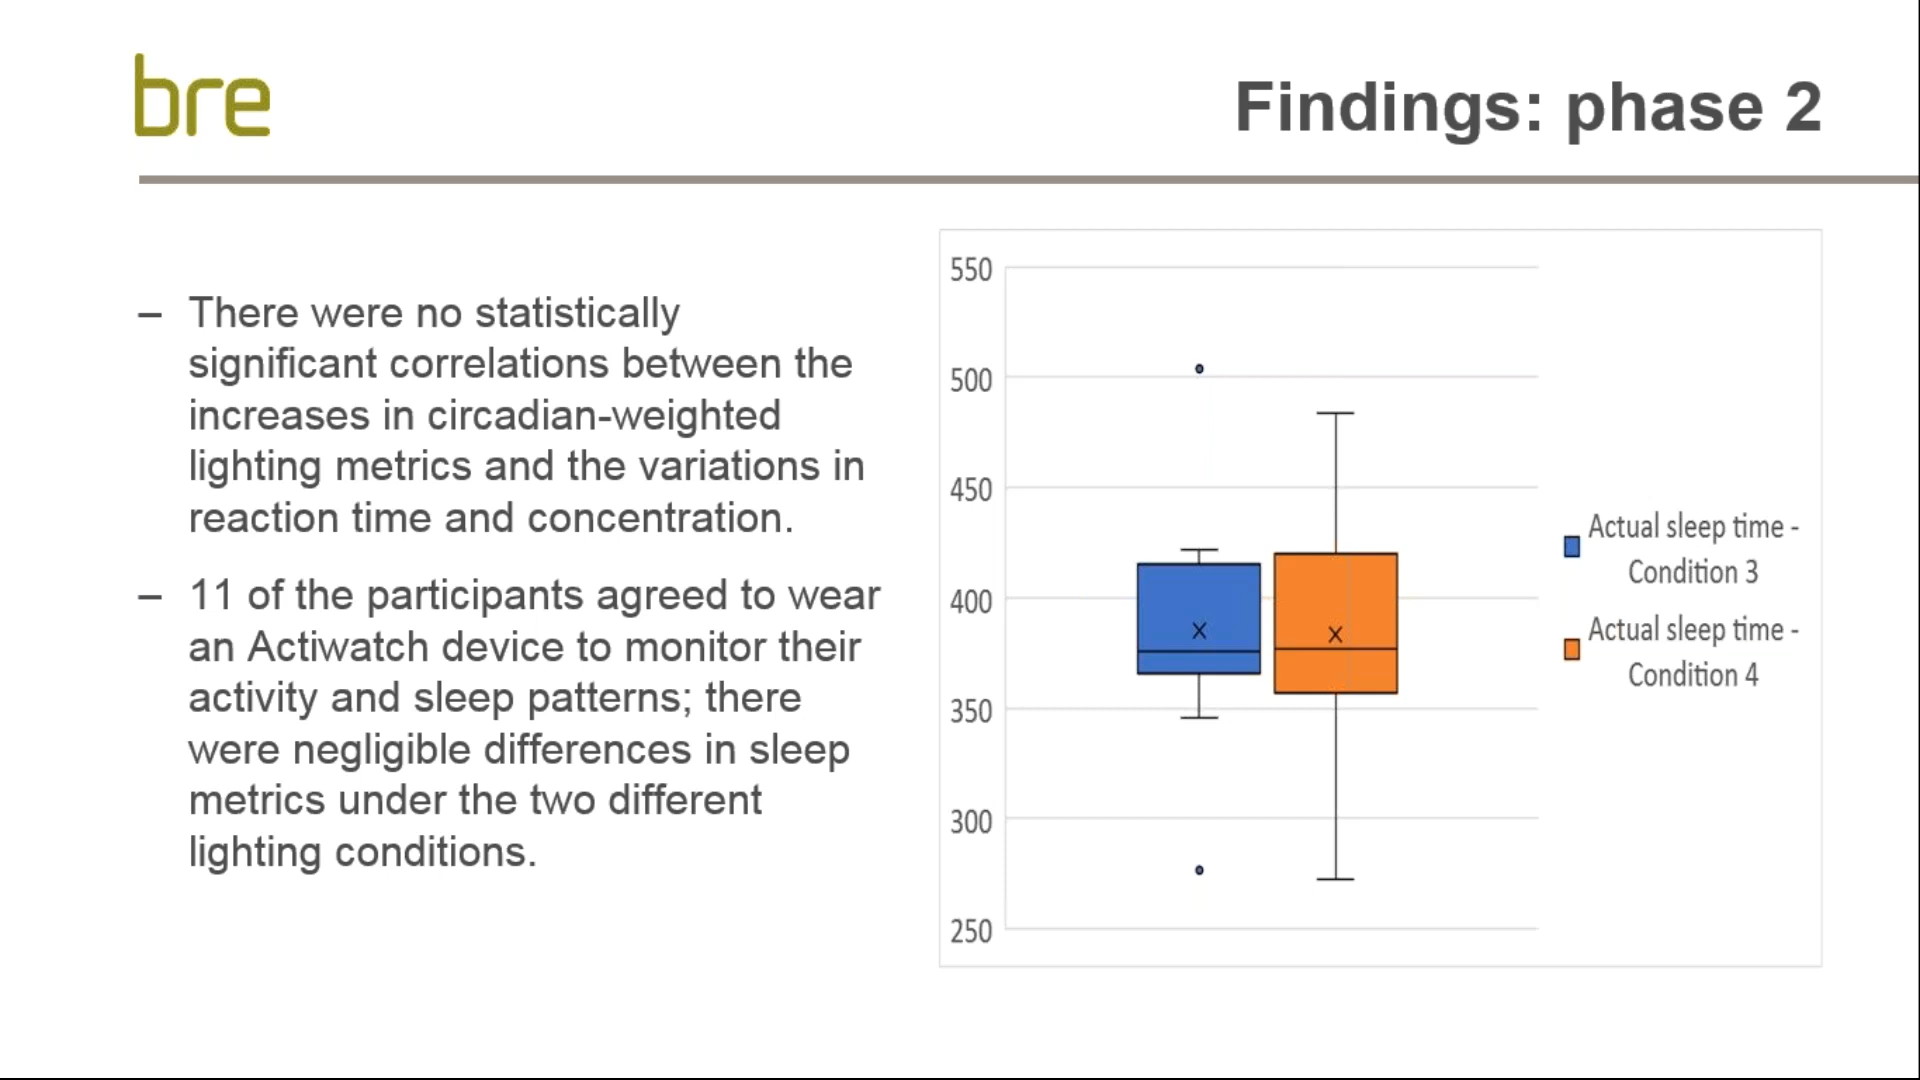 bre
Findings: phase 2
– There were no statistically
significant correlations between the
increases in circadian-weighted
lighting metrics and the variations in
reaction time and concentration.
– 11 of the participants agreed to wear
an Actiwatch device to monitor their
activity and sleep patterns; there
were negligible differences in sleep
metrics under the two different
lighting conditions.
550
500
450
400
350
300
250
Actual sleep time -
Condition 3
Actual sleep time -
Condition 4